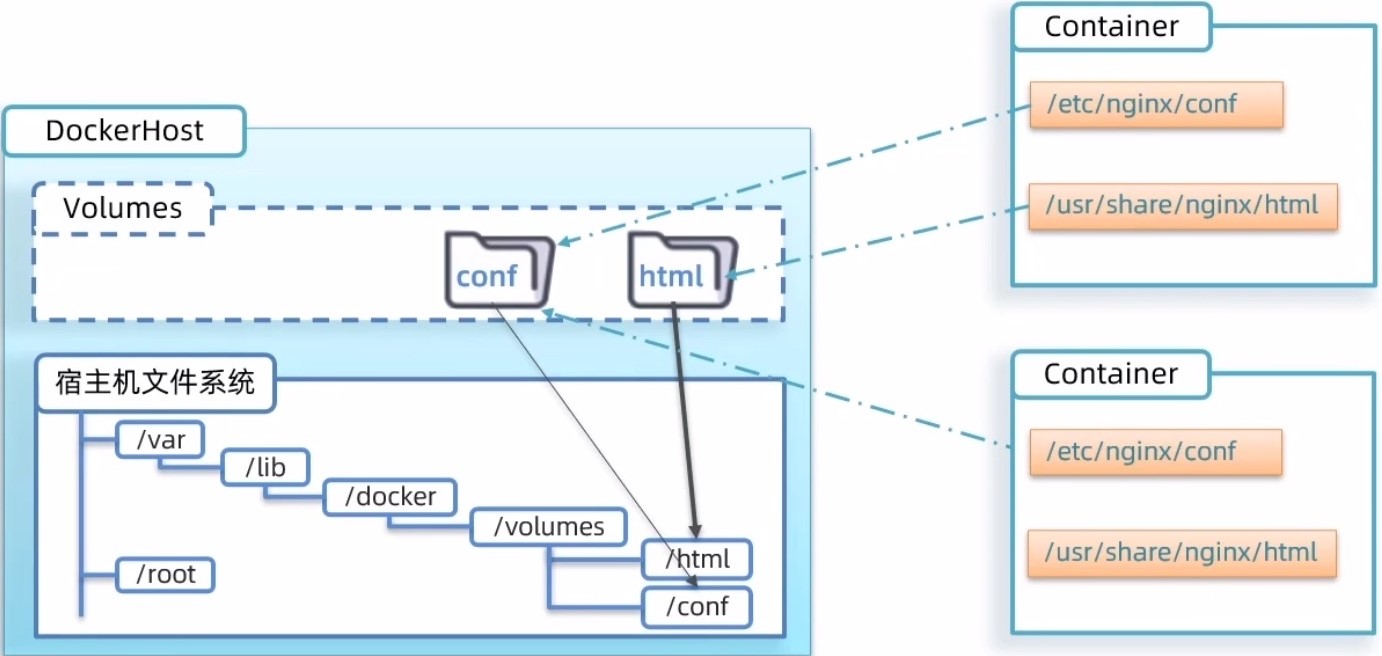 DockerHost
Volumes
conf
html
宿主机文件系统
/var
/lib
/docker
/volumes
/html
/root
/conf
Container
/etc/nginx/conf
/usr/share/nginx/html
Container
/etc/nginx/conf
/usr/share/nginx/html